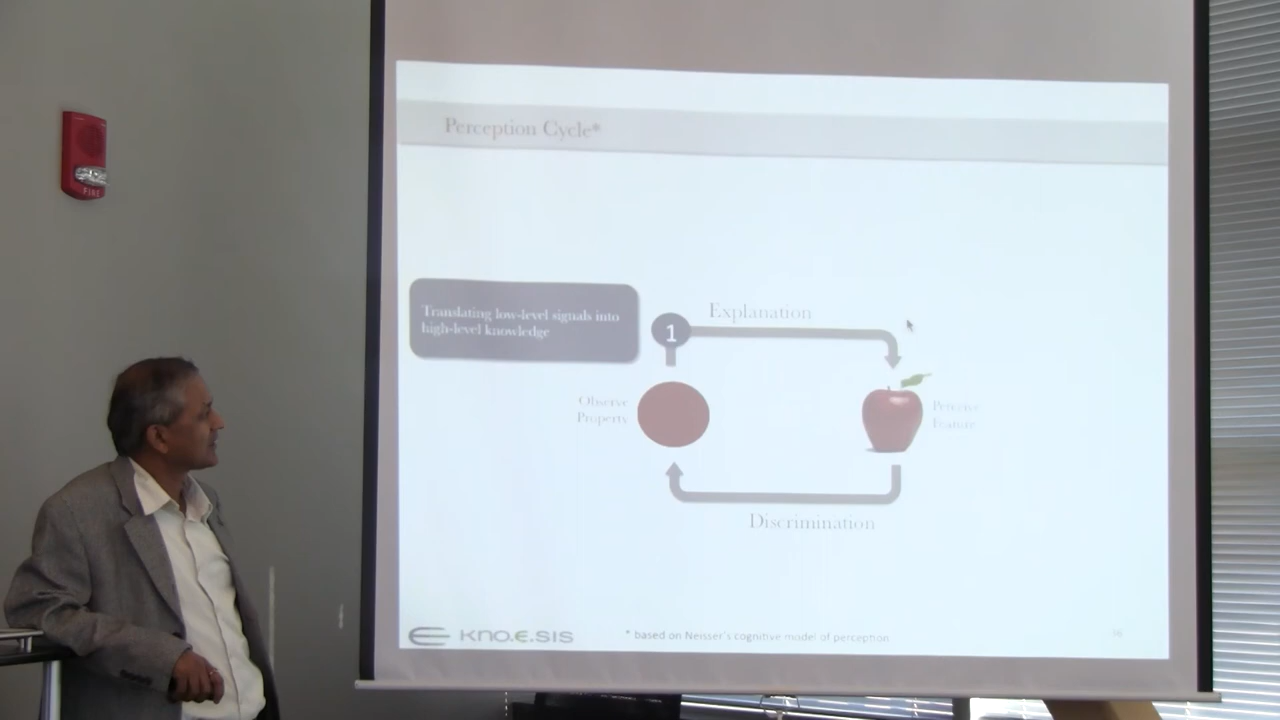 FIRE
Perception Cycle*
Translating low-level signals into
high-level knowledge
1
Explanation
Observe
Property
Perceive
Feature
Discrimination
KNO.E.SIS
* based on Neisser's cognitive model of perception
16